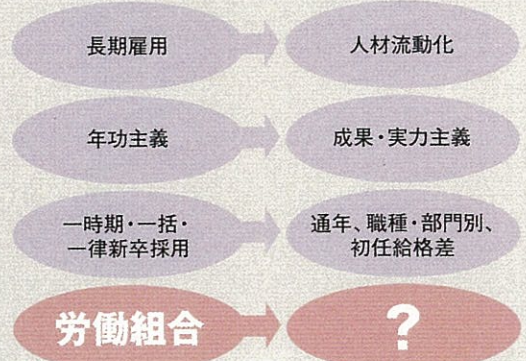 長期雇用
人材流動化
年功主義
成果・実力主義
一時期・一括・
一律新卒採用
通年、職種・部門別、
初任給格差
労働組合
?